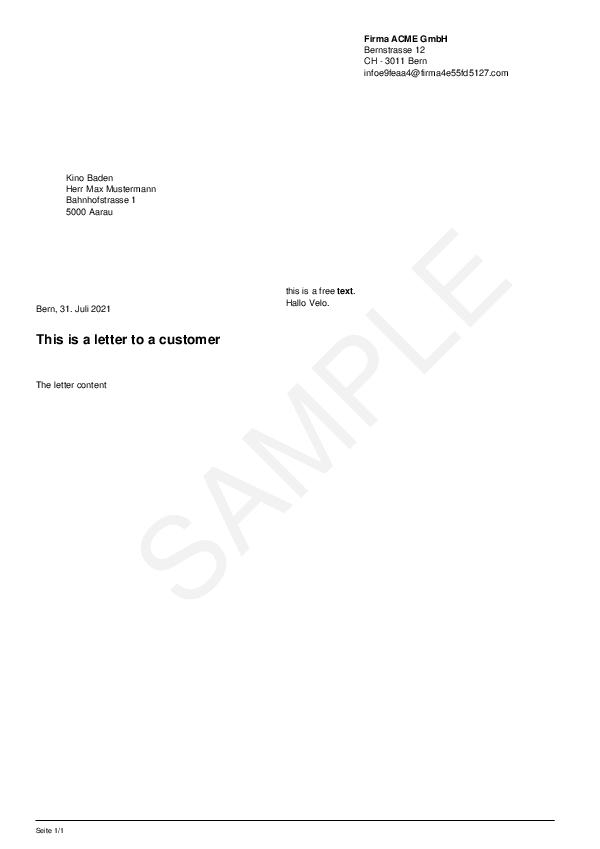 Firma ACME GmbH
Bernstrasse 12
CH - 3011 Bern
infoe9feaa4@firma4e55fd5127.com
Kino Baden
Herr Max Mustermann
Bahnhofstrasse 1
5000 Aarau
this is a free text.
Hallo Velo.
Bern, 31. Juli 2021
This is a letter to a customer
The letter content
SAMPLE
Seite 1/1